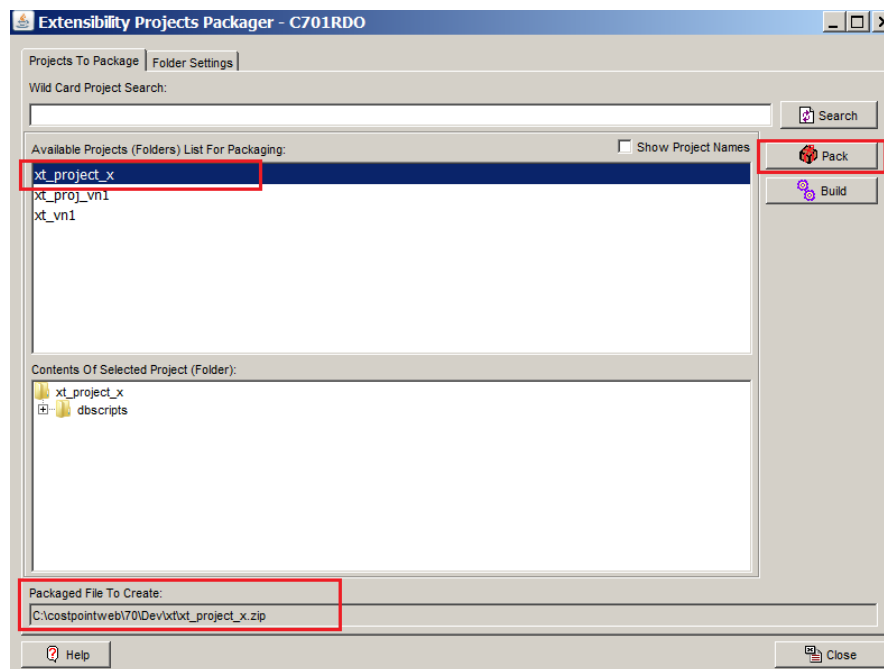 Extensibility Projects Packager - C701RDO
Projects To Package
Folder Settings
Wild Card Project Search:
Search
Available Projects (Folders) List For Packaging:
Show Project Names
Pack
xt_project_x
Build
xt_proj_vn1
xt_vn1
Contents Of Selected Project (Folder):
xt_project_x
dbscripts
Packaged File To Create:
C:\costpointweb\70\Dev\xt\xt_project_x.zip
Help
Close